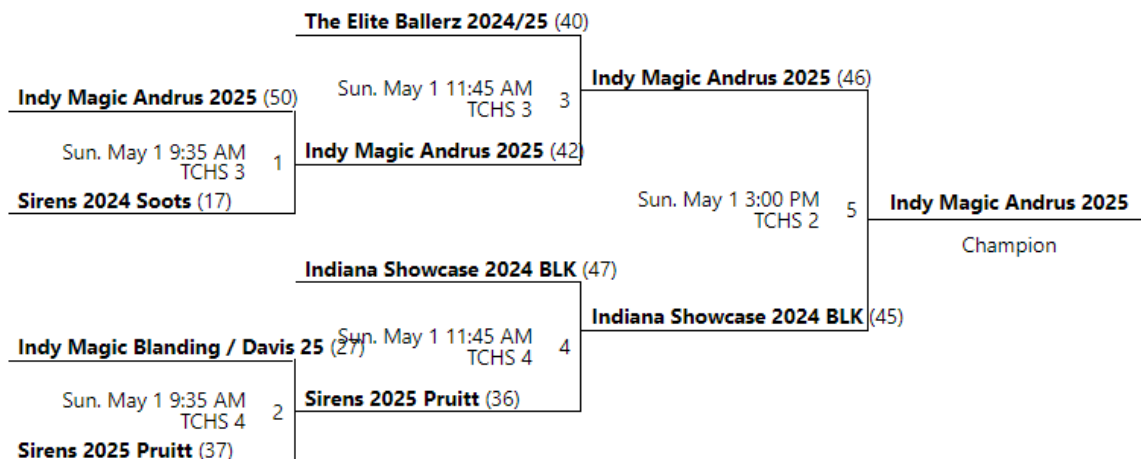 The Elite Ballerz 2024/25 (40)
Sun. May 1 11:45 AM
TCHS 3
3
Indy Magic Andrus 2025 (46)
Indy Magic Andrus 2025 (50)
Sun. May 1 9:35 AM
TCHS 3
1
Indy Magic Andrus 2025 (42)
Sirens 2024 Soots (17)
Sun. May 1 3:00 PM
TCHS 2
5
Indy Magic Andrus 2025
Champion
Indiana Showcase 2024 BLK (47)
Sun. May 1 11:45 AM
TCHS 4
4
Indiana Showcase 2024 BLK (45)
Indy Magic Blanding / Davis 25 (27)
Sun. May 1 9:35 AM
TCHS 4
2
Sirens 2025 Pruitt (36)
Sirens 2025 Pruitt (37)